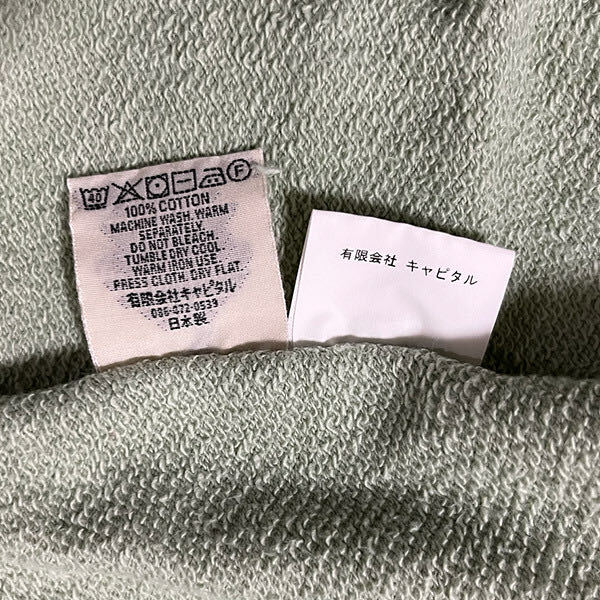 40 F
100% COTTON
MACHINE WASH, WARM
SEPARATELY
DO NOT BLEACH
TUMBLE DRY COOL
WARM IRON USE
PRESS CLOTH, DRY FLAT.
有限会社キャピタル
086-472-0539
日本製
有限会社 キャピタル